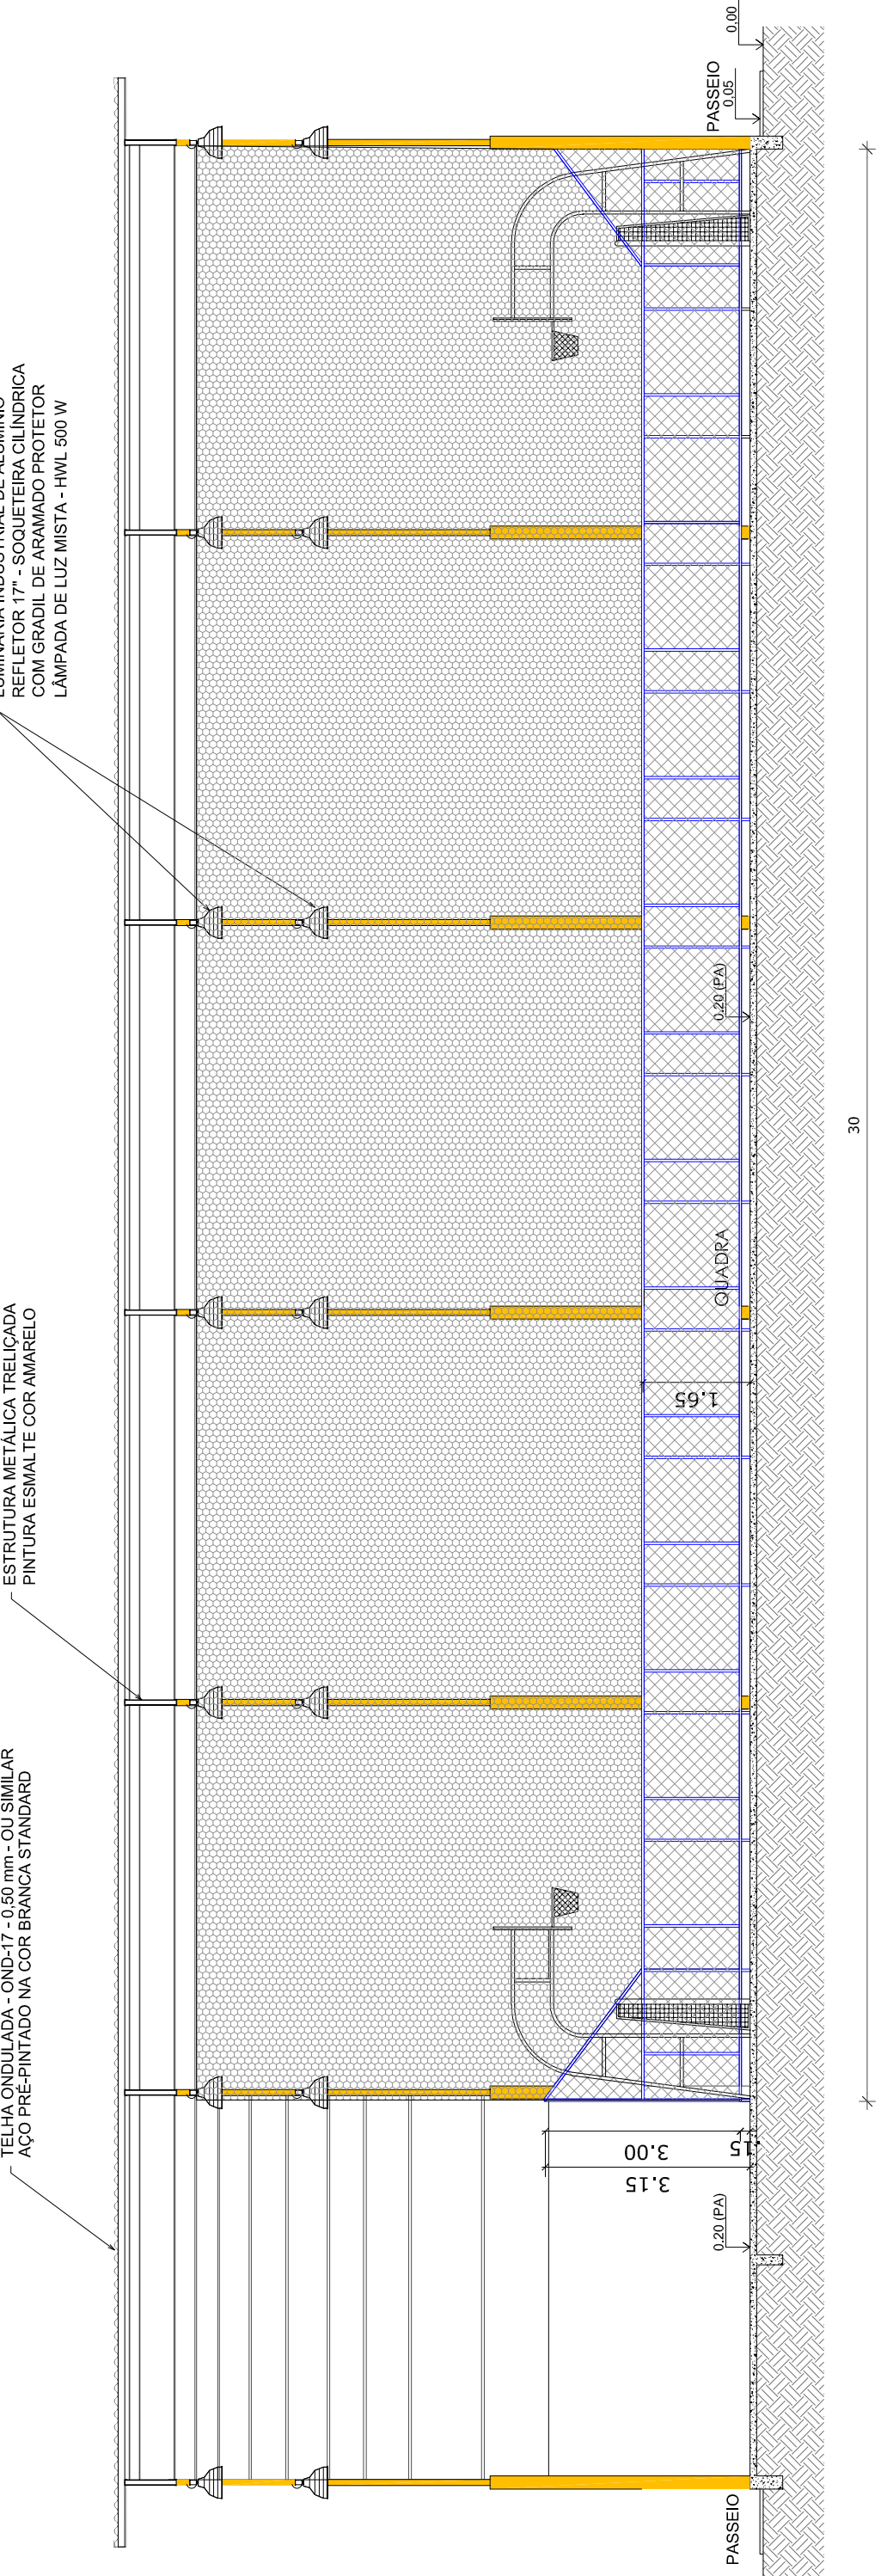 TELHA ONDULADA - OND-17 - 0,50 mm - OU SIMILAR
AÇO PRÉ-PINTADO NA COR BRANCA STANDARD
ESTRUTURA METÁLICA TRELIÇADA
PINTURA ESMALTE COR AMARELO
LUMINÁRIA INDUSTRIAL DE ALUMÍNIO
REFLETOR 17" - SOQUETEIRA CILÍNDRICA
COM GRADIL DE ARAMADO PROTETOR
LÂMPADA DE LUZ MISTA - HWL 500 W
3.00
3.15
.15
0.20 (PA)
PASSEIO
1.65
QUADRA
0.20 (PA)
PASSEIO
0,05
0,00
30